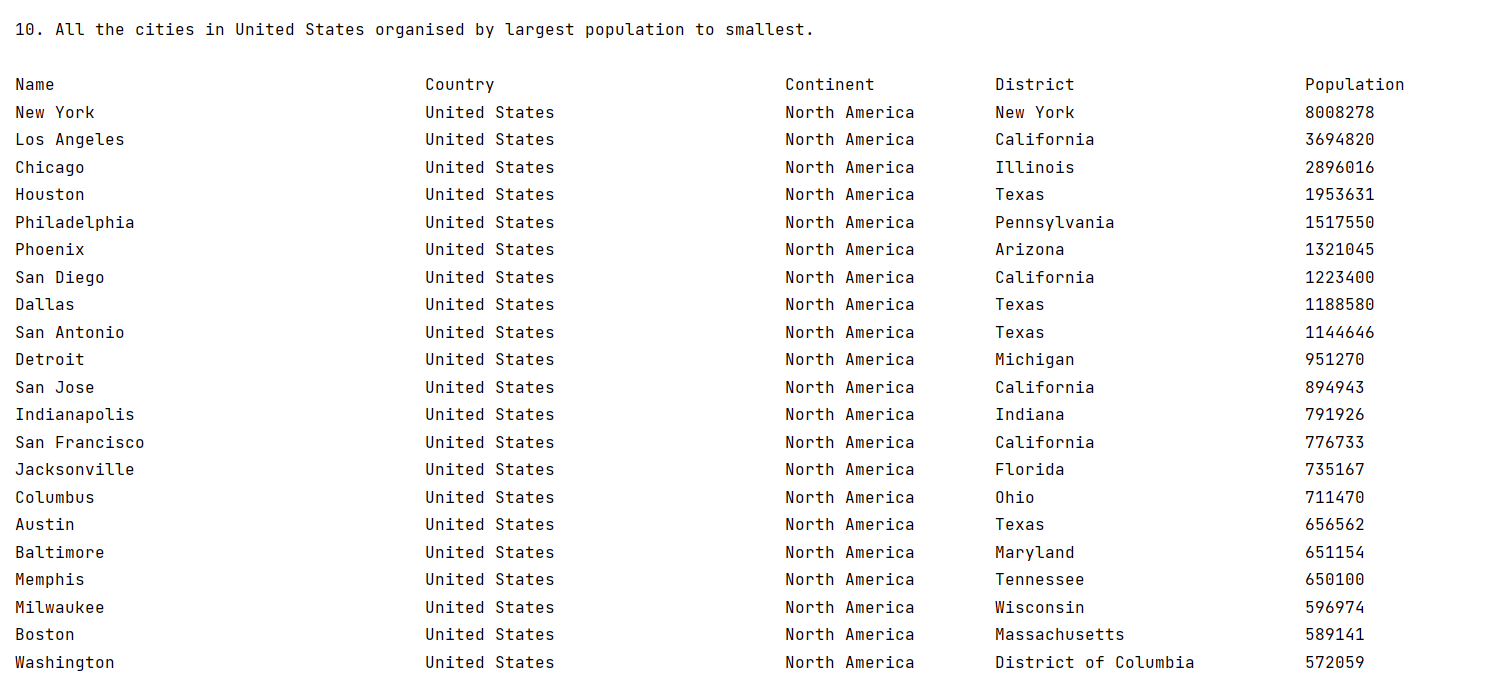 10. All the cities in United States organised by largest population to smallest.
Name Country Continent District Population
New York United States North America New York 8008278
Los Angeles United States North America California 3694820
Chicago United States North America Illinois 2896016
Houston United States North America Texas 1953631
Philadelphia United States North America Pennsylvania 1517550
Phoenix United States North America Arizona 1321045
San Diego United States North America California 1223400
Dallas United States North America Texas 1188580
San Antonio United States North America Texas 1144646
Detroit United States North America Michigan 951270
San Jose United States North America California 894943
Indianapolis United States North America Indiana 791926
San Francisco United States North America California 776733
Jacksonville United States North America Florida 735167
Columbus United States North America Ohio 711470
Austin United States North America Texas 656562
Baltimore United States North America Maryland 651154
Memphis United States North America Tennessee 650100
Milwaukee United States North America Wisconsin 596974
Boston United States North America Massachusetts 589141
Washington United States North America District of Columbia 572059